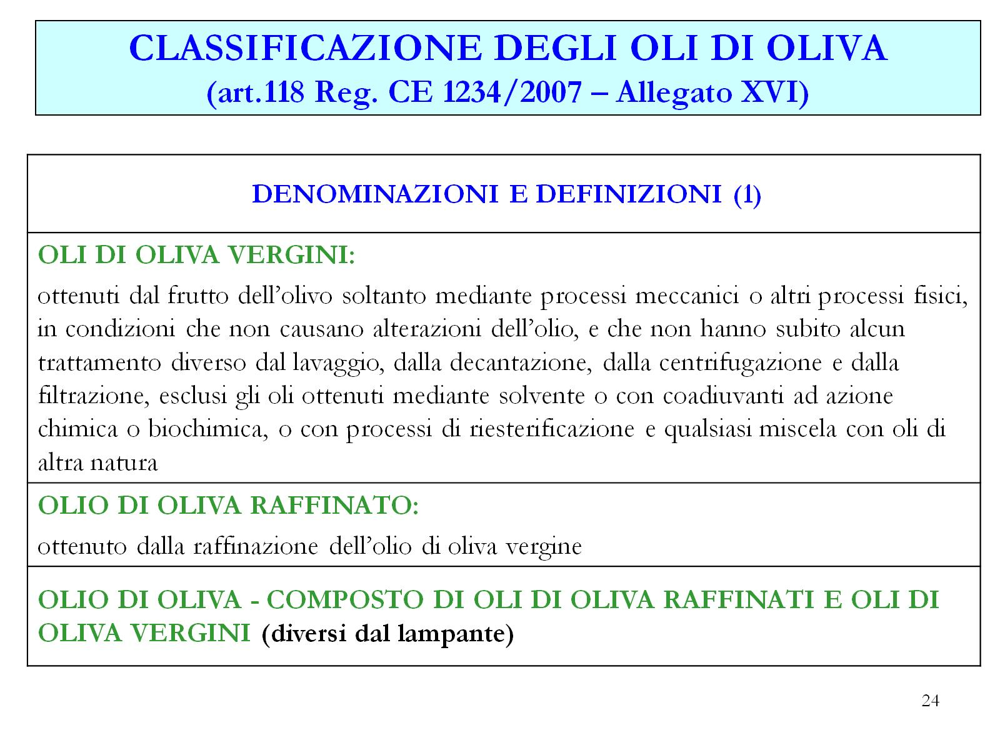 CLASSIFICAZIONE DEGLI OLI DI OLIVA
(art.118 Reg. CE 1234/2007 – Allegato XVI)
DENOMINAZIONI E DEFINIZIONI (1)
OLI DI OLIVA VERGINI:
ottenuti dal frutto dell’olivo soltanto mediante processi meccanici o altri processi fisici,
in condizioni che non causano alterazioni dell’olio, e che non hanno subito alcun
trattamento diverso dal lavaggio, dalla decantazione, dalla centrifugazione e dalla
filtrazione, esclusi gli oli ottenuti mediante solvente o con coadiuvanti ad azione
chimica o biochimica, o con processi di riesterificazione e qualsiasi miscela con oli di
altra natura
OLIO DI OLIVA RAFFINATO:
ottenuto dalla raffinazione dell’olio di oliva vergine
OLIO DI OLIVA - COMPOSTO DI OLI DI OLIVA RAFFINATI E OLI DI
OLIVA VERGINI (diversi dal lampante)
24